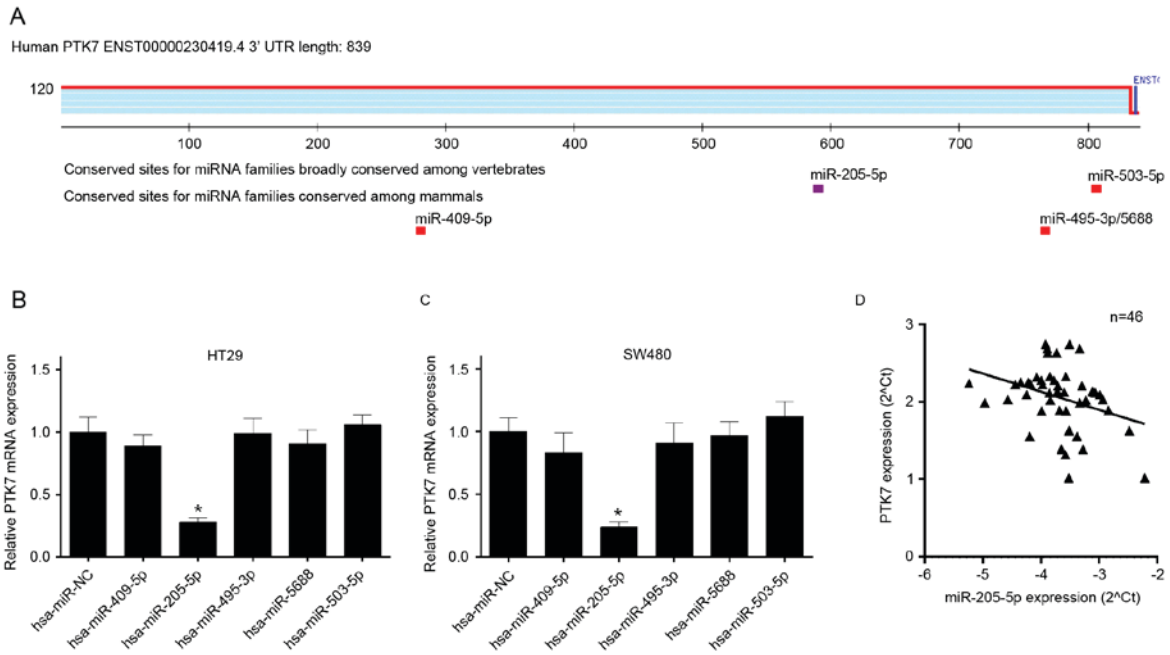 A
Human PTK7 ENST00000230419.4 3' UTR length: 839
120
100 200 300 400 500 600 700 800
Conserved sites for miRNA families broadly conserved among vertebrates
miR-205-5p
miR-503-5p
Conserved sites for miRNA families conserved among mammals
miR-409-5p
miR-495-3p/5688
B
HT29
Relative PTK7 mRNA expression
1.5
1.0
0.5
0.0
*
hsa-miR-NC
hsa-miR-409-5p
hsa-miR-205-5p
hsa-miR-495-3p
hsa-miR-5688
hsa-miR-503-5p
C
SW480
Relative PTK7 mRNA expression
1.5
1.0
0.5
0.0
*
hsa-miR-NC
hsa-miR-409-5p
hsa-miR-205-5p
hsa-miR-495-3p
hsa-miR-5688
hsa-miR-503-5p
D
n=46
PTK7 expression (2^Ct)
3
2
1
0
-6 -5 -4 -3 -2
miR-205-5p expression (2^Ct)